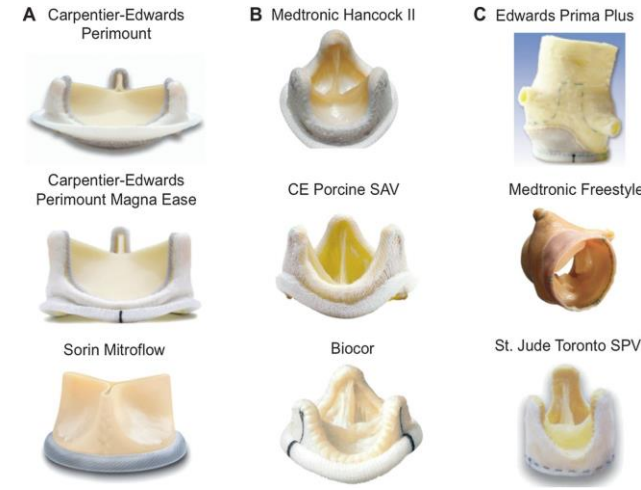 A Carpentier-Edwards
Perimount
Carpentier-Edwards
Perimount Magna Ease
Sorin Mitroflow
B Medtronic Hancock II
CE Porcine SAV
Biocor
C Edwards Prima Plus
Medtronic Freestyle
St. Jude Toronto SPV